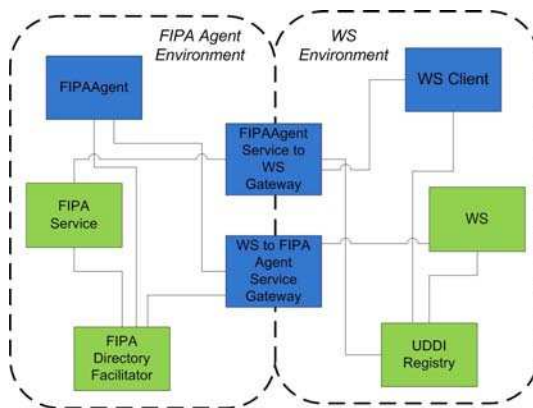 FIPA Agent
Environment
WS
Environment
FIPAAgent
WS Client
FIPAAgent
Service to
WS
Gateway
FIPA
Service
WS
WS to FIPA
Agent
Service
Gateway
FIPA
Directory
Facilitator
UDDI
Registry